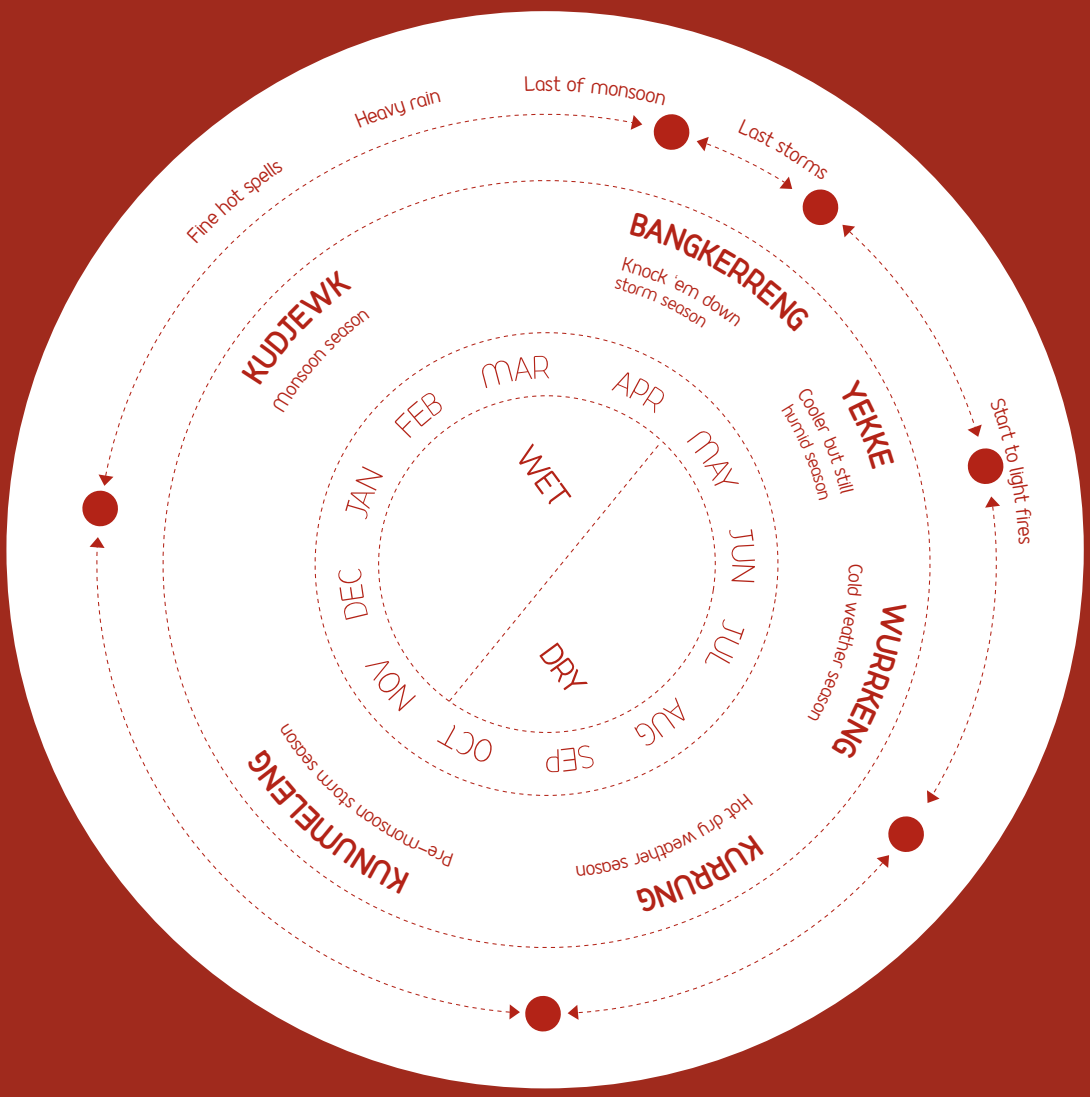 Fine hot spells
Heavy rain
Last of monsoon
Last storms
Start to light fires
KUDJEWK
Monsoon season
BANGKERRENG
Knock 'em down
storm season
YEKKE
Cooler but still
humid season
WURRKENG
Cold weather season
KURRUNG
Hot dry weather season
KUNUMELENG
Pre-monsoon storm season
JAN
FEB
MAR
APR
MAY
JUN
JUL
AUG
SEP
OCT
NOV
DEC
WET
DRY